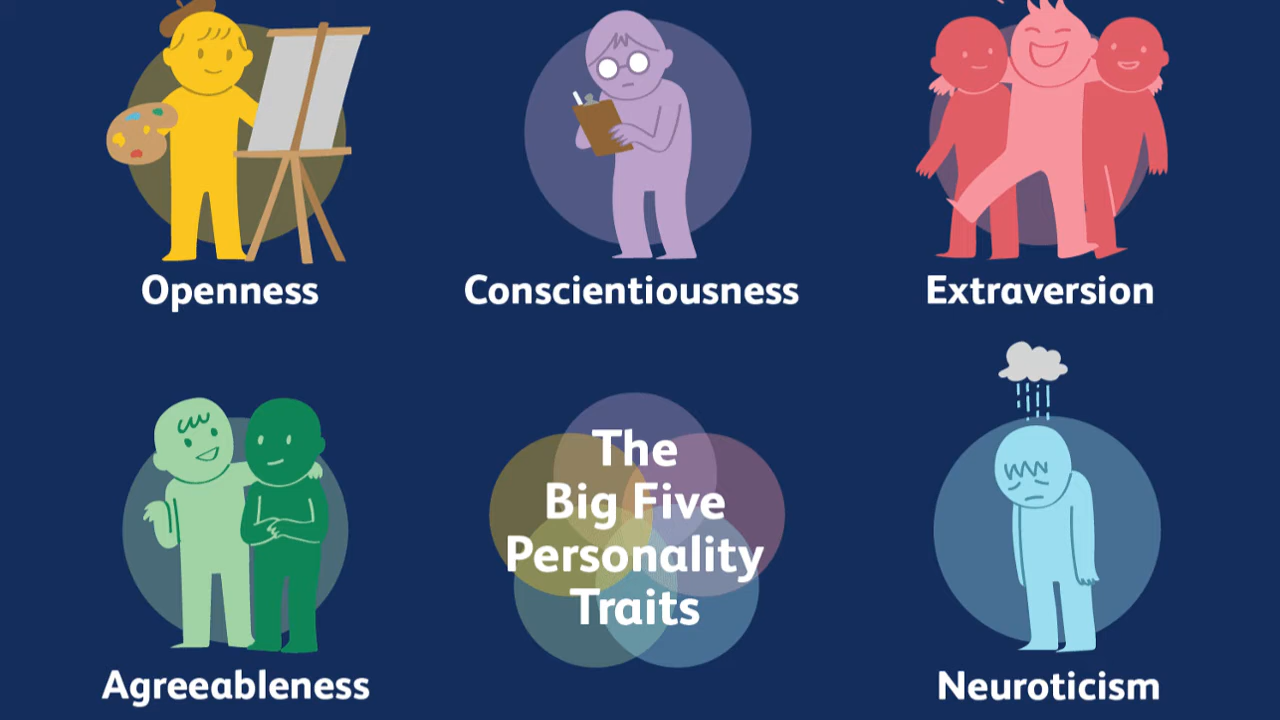 Openness
Conscientiousness
Extraversion
Agreeableness
The
Big Five
Personality
Traits
Neuroticism